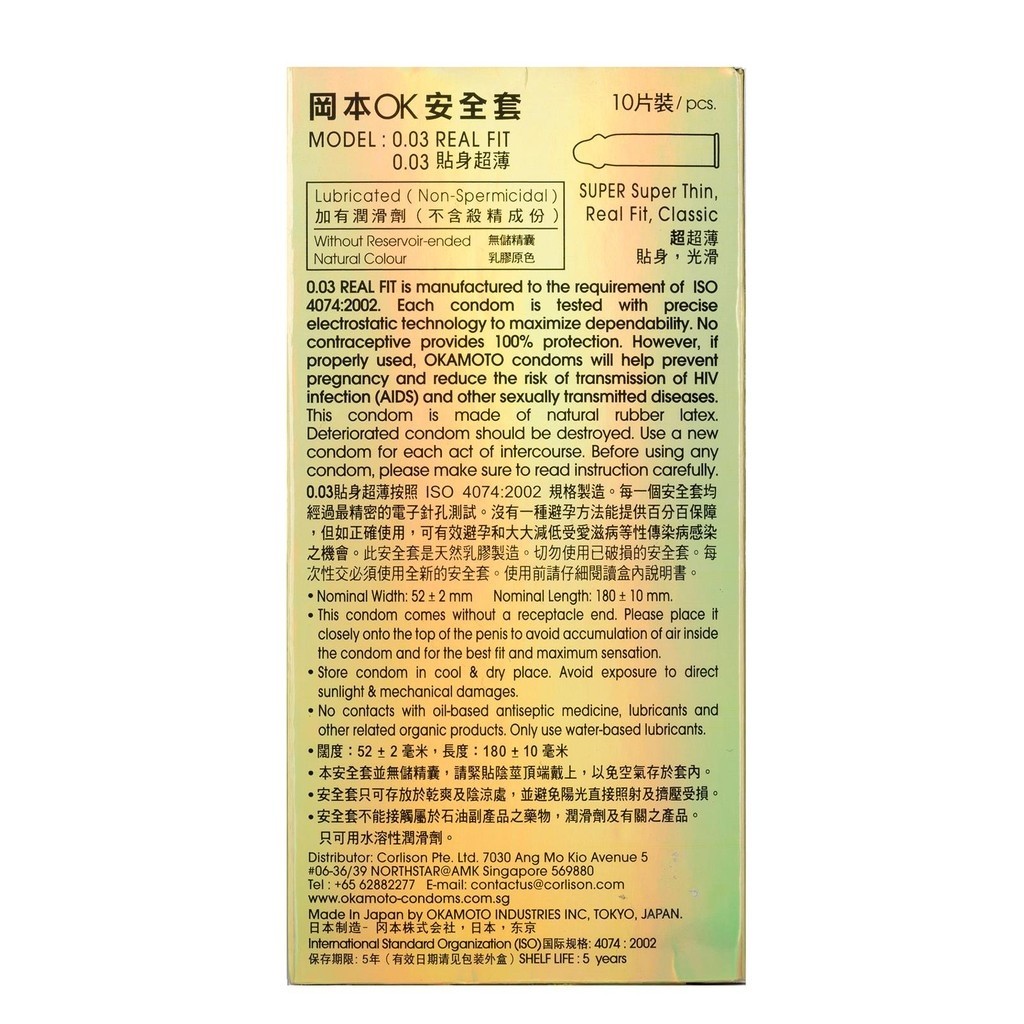 岡本OK安全套
10片裝/pcs.
MODEL : 0.03 REAL FIT
0.03 貼身超薄
Lubricated ( Non-Spermicidal )
加有潤滑劑 ( 不含殺精成份 )
Without Reservoir-ended 無儲精囊
Natural Colour 乳膠原色
SUPER Super Thin,
Real Fit, Classic
超超薄
貼身，光滑
0.03 REAL FIT is manufactured to the requirement of ISO
4074:2002. Each condom is tested with precise
electrostatic technology to maximize dependability. No
contraceptive provides 100% protection. However, if
properly used, OKAMOTO condoms will help prevent
pregnancy and reduce the risk of transmission of HIV
infection (AIDS) and other sexually transmitted diseases.
This condom is made of natural rubber latex.
Deteriorated condom should be destroyed. Use a new
condom for each act of intercourse. Before using any
condom, please make sure to read instruction carefully.
0.03貼身超薄按照 ISO 4074:2002 規格製造。每一個安全套均
經過最精密的電子針孔測試。沒有一種避孕方法能提供百分百保障
，但如正確使用，可有效避孕和大大減低受愛滋病等性傳染病感染
之機會。此安全套是天然乳膠製造。切勿使用已破損的安全套。每
次性交必須使用全新的安全套。使用前請仔細閱讀盒內說明書。
• Nominal Width: 52 ± 2 mm Nominal Length: 180 ± 10 mm.
• This condom comes without a receptacle end. Please place it
closely onto the top of the penis to avoid accumulation of air inside
the condom and for the best fit and maximum sensation.
• Store condom in cool & dry place. Avoid exposure to direct
sunlight & mechanical damages.
• No contacts with oil-based antiseptic medicine, lubricants and
other related organic products. Only use water-based lubricants.
• 闊度：52 ± 2 毫米，長度：180 ± 10 毫米
• 本安全套並無儲精囊，請緊貼陰莖頂端戴上，以免空氣存於套內。
• 安全套只可存放於乾爽及陰涼處，並避免陽光直接照射及擠壓受損。
• 安全套不能接觸屬於石油副產品之藥物，潤滑劑及有關之產品。
只可用水溶性潤滑劑。
Distributor: Corlison Pte. Ltd. 7030 Ang Mo Kio Avenue 5
#06-36/39 NORTHSTAR@AMK Singapore 569880
Tel : +65 62882277 E-mail: contactus@corlison.com
www.okamoto-condoms.com.sg
Made In Japan by OKAMOTO INDUSTRIES INC, TOKYO, JAPAN.
日本制造 - 冈本株式会社，日本，东京
International Standard Organization (ISO)国际规格: 4074 : 2002
保存期限: 5年 ( 有效日期请见包装外盒 ) SHELF LIFE : 5 years